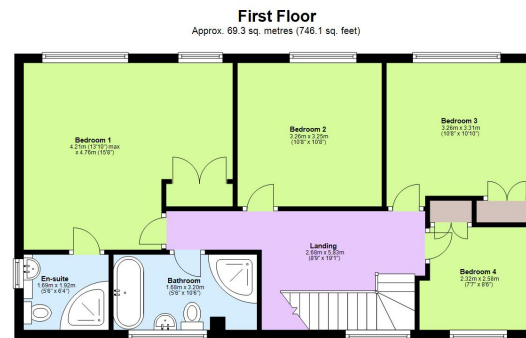 First Floor
Approx. 69.3 sq. metres (746.1 sq. feet)
Bedroom 1
4.21m (13'10") max
x 4.76m (15'8")
Bedroom 2
3.26m x 3.25m
(10'8" x 10'8")
Bedroom 3
3.26m x 3.31m
(10'8" x 10'10")
Landing
2.68m x 5.83m
(8'9" x 19'1")
En-suite
1.69m x 1.92m
(5'6" x 6'4")
Bathroom
1.68m x 3.20m
(5'6" x 10'6")
Bedroom 4
2.32m x 2.58m
(7'7" x 8'6")